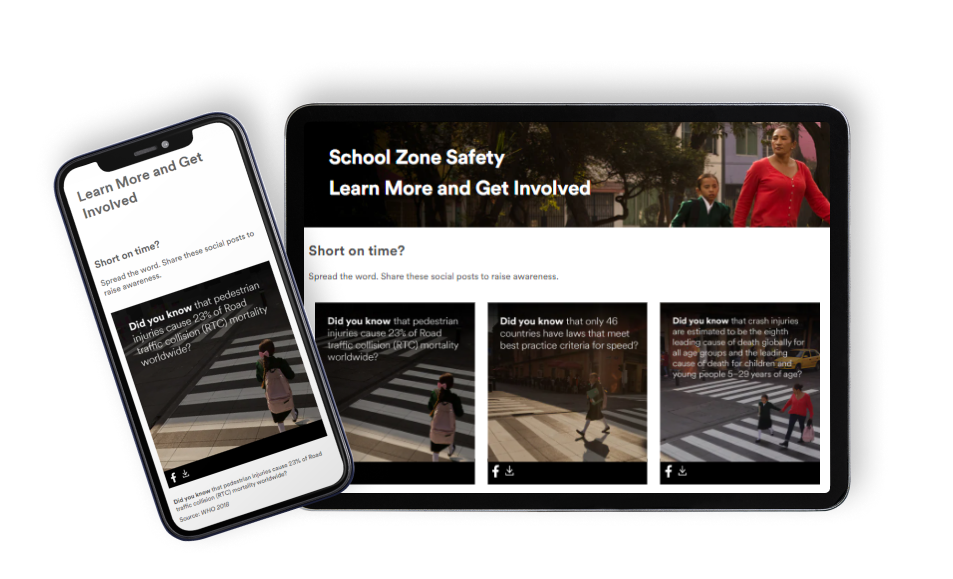 Learn More and Get
Involved
Short on time?
Spread the word. Share these social posts to
raise awareness.
Did you know that pedestrian
injuries cause 23% of Road
traffic collision (RTC) mortality
worldwide?
Did you know that pedestrian injuries cause 23% of Road
traffic collision (RTC) mortality worldwide?
Source: WHO 2018
School Zone Safety
Learn More and Get Involved
Short on time?
Spread the word. Share these social posts to raise awareness.
Did you know that pedestrian
injuries cause 23% of Road
traffic collision (RTC) mortality
worldwide?
Did you know that only 46
countries have laws that meet
best practice criteria for speed?
Did you know that crash injuries
are estimated to be the eighth
leading cause of death globally for
all age groups and the leading
cause of death for children and
young people 5–29 years of age?